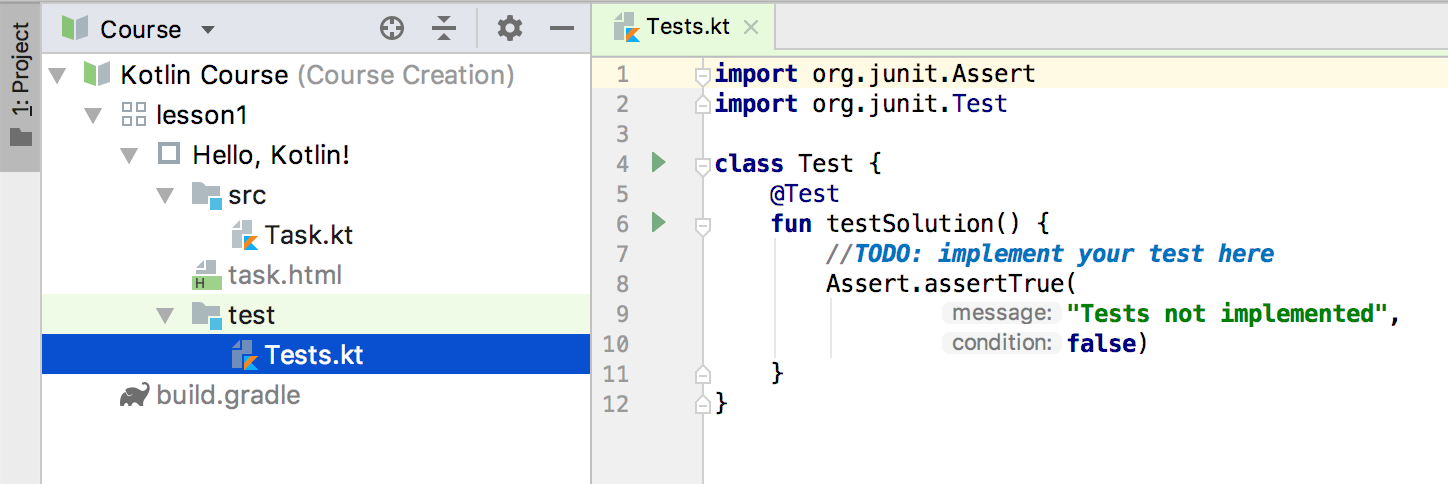 1: Project
Course
Kotlin Course (Course Creation)
lesson1
Hello, Kotlin!
src
Task.kt
H
task.html
test
Tests.kt
build.gradle
Tests.kt
1 import org.junit.Assert
2 import org.junit.Test
3
4 class Test {
5 @Test
6 fun testSolution() {
7 //TODO: implement your test here
8 Assert.assertTrue(
9 message: "Tests not implemented",
10 condition: false)
11 }
12 }